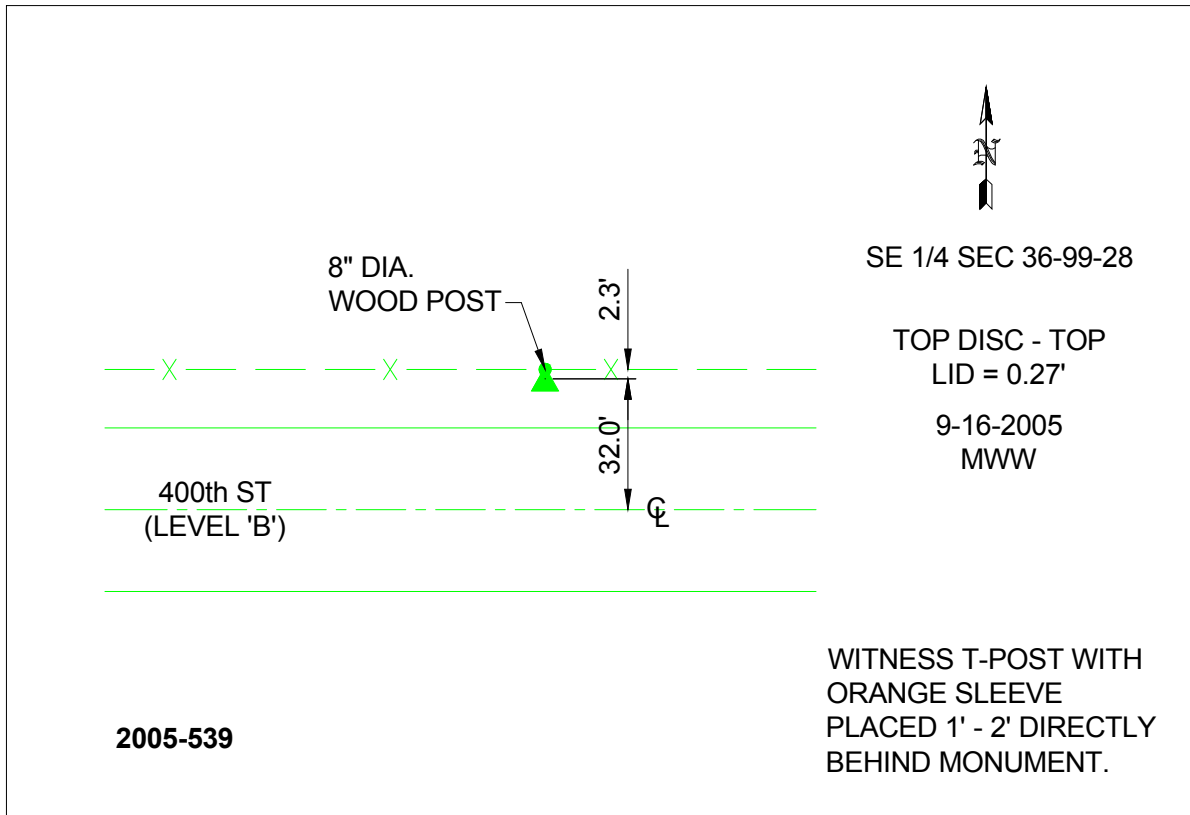 N
SE 1/4 SEC 36-99-28
8" DIA.
WOOD POST
2.3'
TOP DISC - TOP
LID = 0.27'
X X X
9-16-2005
MWW
32.0'
400th ST
(LEVEL 'B')
℄
WITNESS T-POST WITH
ORANGE SLEEVE
PLACED 1' - 2' DIRECTLY
BEHIND MONUMENT.
2005-539